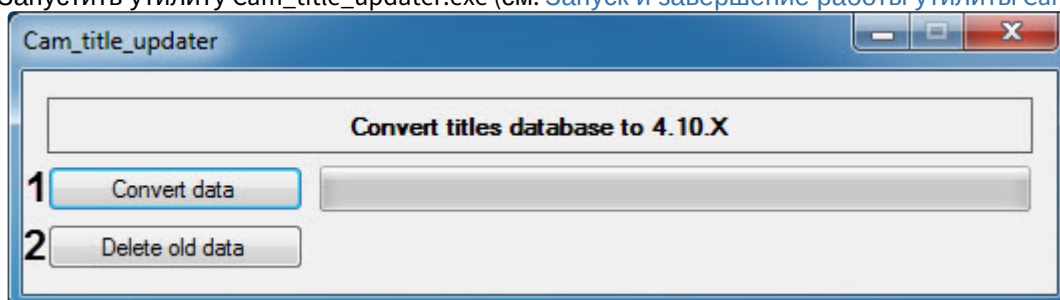 Запустить утилиту Cam_title_updater.exe (см. Запуск и завершение работы утилиты
Cam_title_updater
Convert titles database to 4.10.X
1 Convert data
2 Delete old data